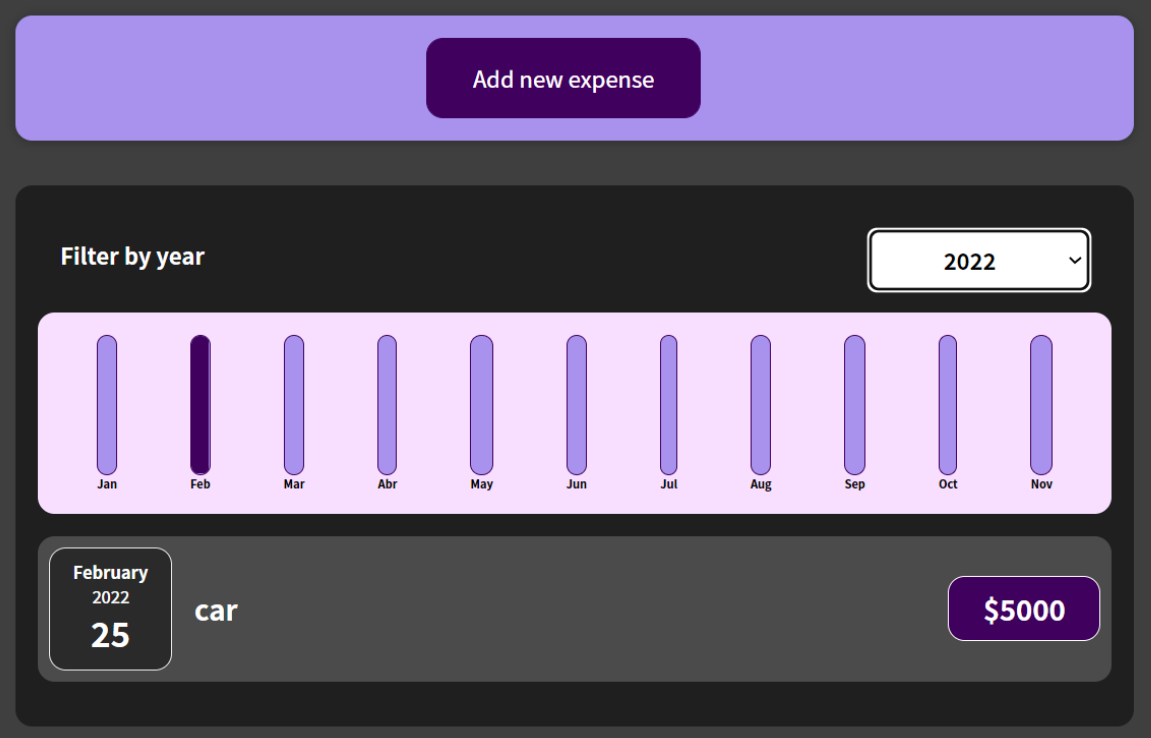 Add new expense
Filter by year
2022
Jan Feb Mar Abr May Jun Jul Aug Sep Oct Nov
February
2022
25
car
$5000